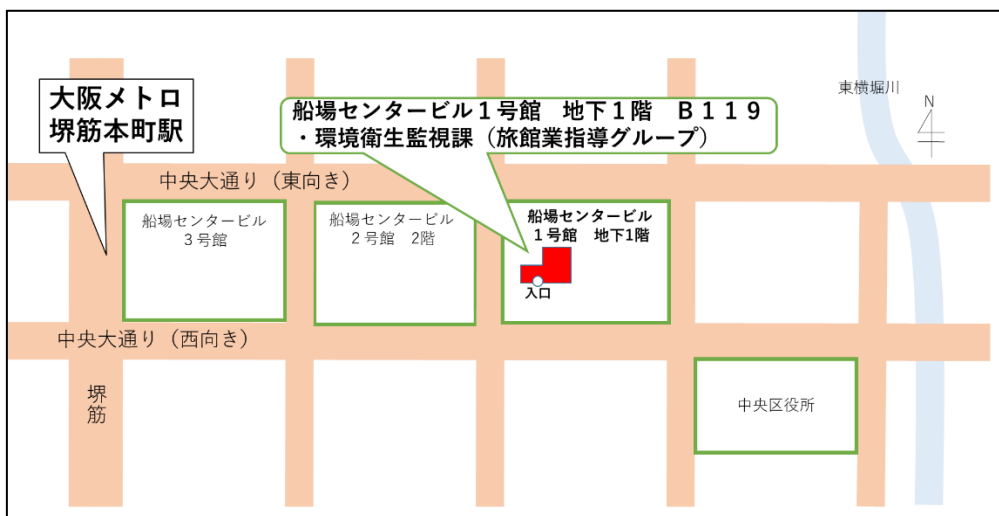 大阪メトロ
堺筋本町駅
船場センタービル１号館　地下１階　Ｂ１１９
・環境衛生監視課（旅館業指導グループ）
東横堀川
N
中央大通り（東向き）
船場センタービル
３号館
船場センタービル
２号館　2階
船場センタービル
１号館　地下1階
入口
中央大通り（西向き）
堺筋
中央区役所